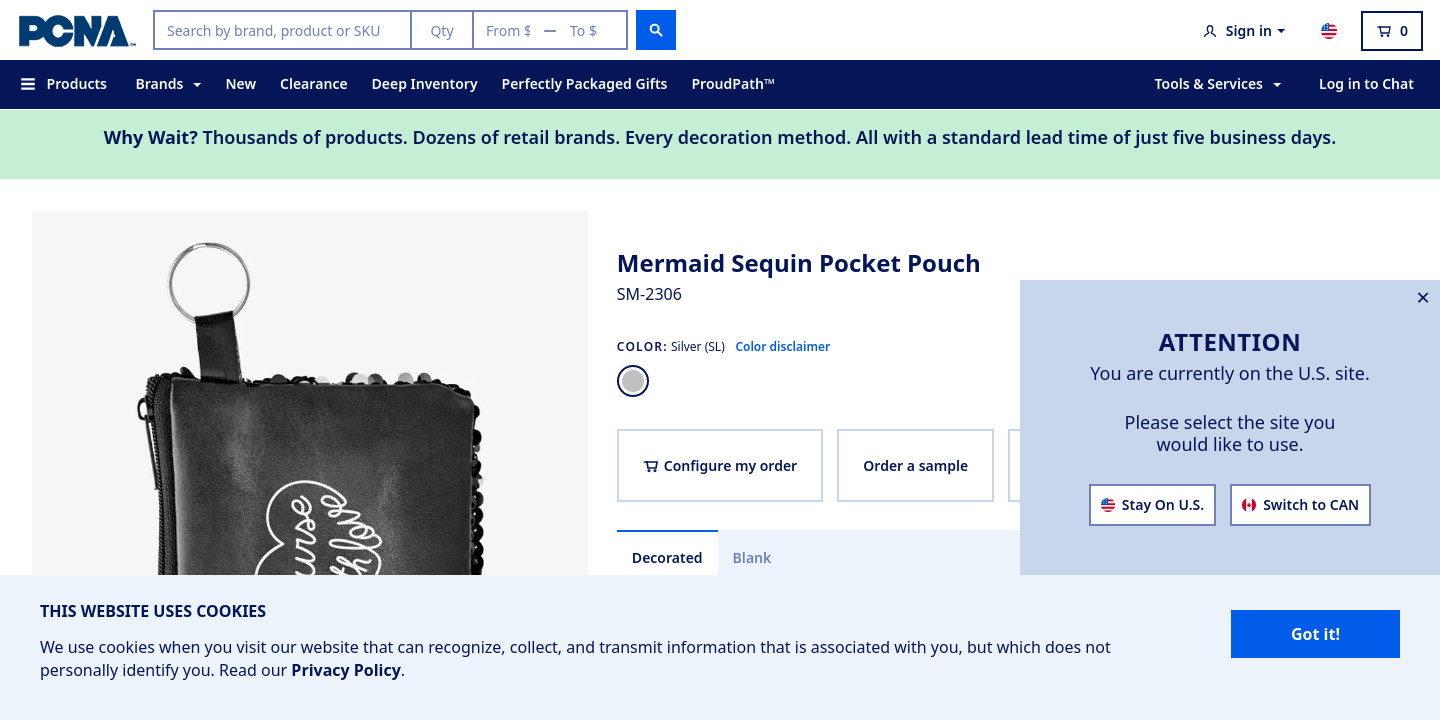 PCNA™
Search by brand, product or SKU
Qty
From $ — To $
Sign in
0
Products
Brands
New
Clearance
Deep Inventory
Perfectly Packaged Gifts
ProudPath™
Tools & Services
Log in to Chat
Why Wait? Thousands of products. Dozens of retail brands. Every decoration method. All with a standard lead time of just five business days.
Mermaid Sequin Pocket Pouch
SM-2306
COLOR: Silver (SL) Color disclaimer
Configure my order
Order a sample
Decorated
Blank
ATTENTION
You are currently on the U.S. site.
Please select the site you
would like to use.
Stay On U.S.
Switch to CAN
THIS WEBSITE USES COOKIES
We use cookies when you visit our website that can recognize, collect, and transmit information that is associated with you, but which does not
personally identify you. Read our Privacy Policy.
Got it!